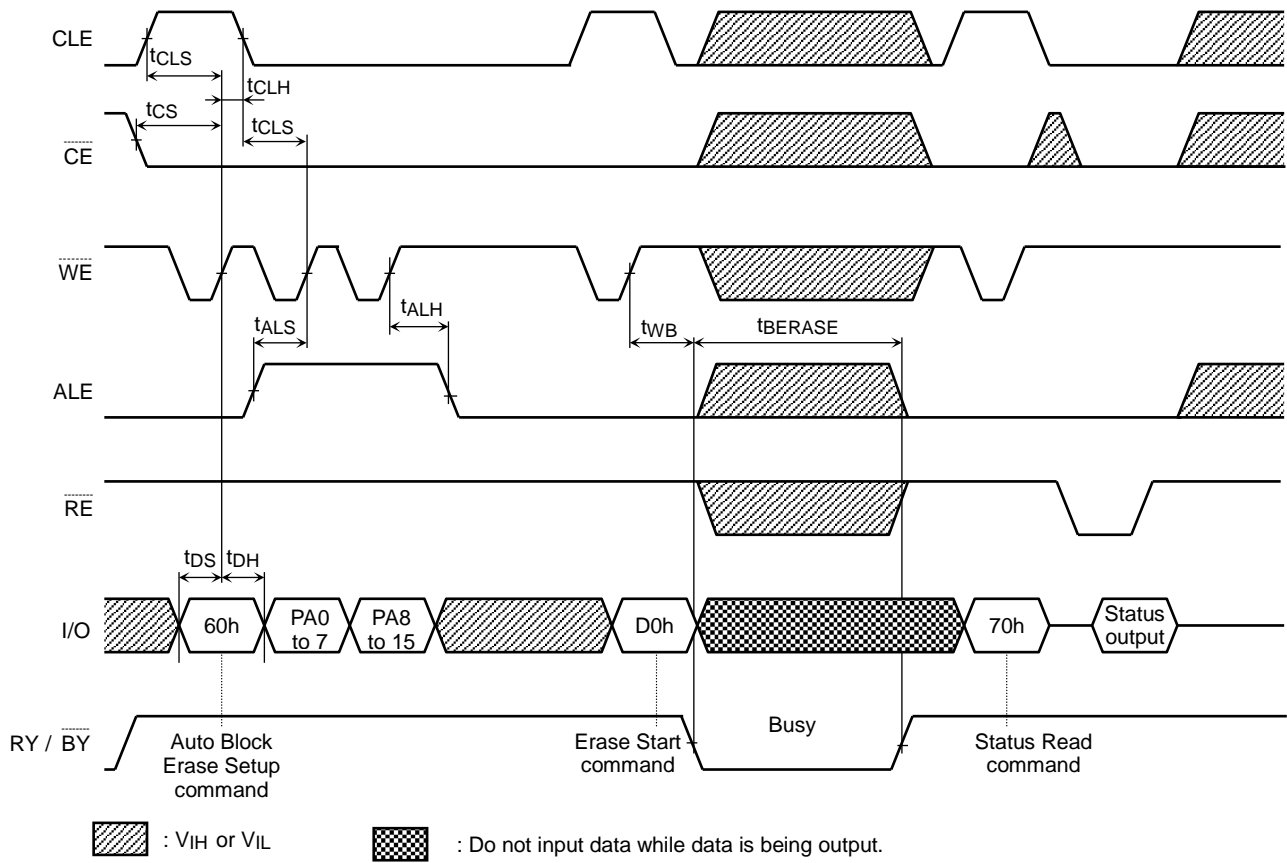 CLE
tCLS
tCLH
tCS
tCLS
CE
WE
tALS
tALH
tWB
tBERASE
ALE
RE
tDS
tDH
I/O
60h
PA0
to 7
PA8
to 15
D0h
70h
Status
output
RY / BY
Busy
Auto Block
Erase Setup
command
Erase Start
command
Status Read
command
: VIH or VIL
: Do not input data while data is being output.